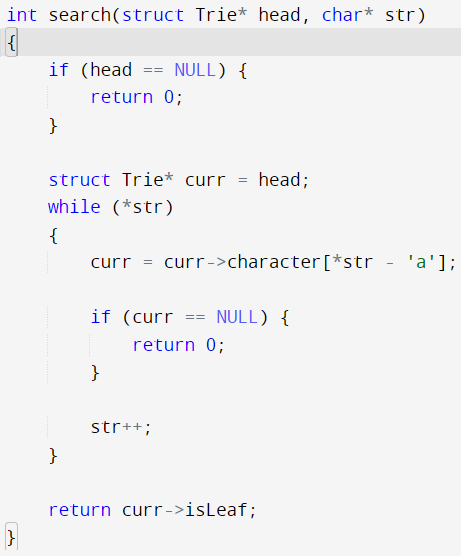 int search(struct Trie* head, char* str)
{
    if (head == NULL) {
        return 0;
    }

    struct Trie* curr = head;
    while (*str)
    {
        curr = curr->character[*str - 'a'];

        if (curr == NULL) {
            return 0;
        }

        str++;
    }

    return curr->isLeaf;
}